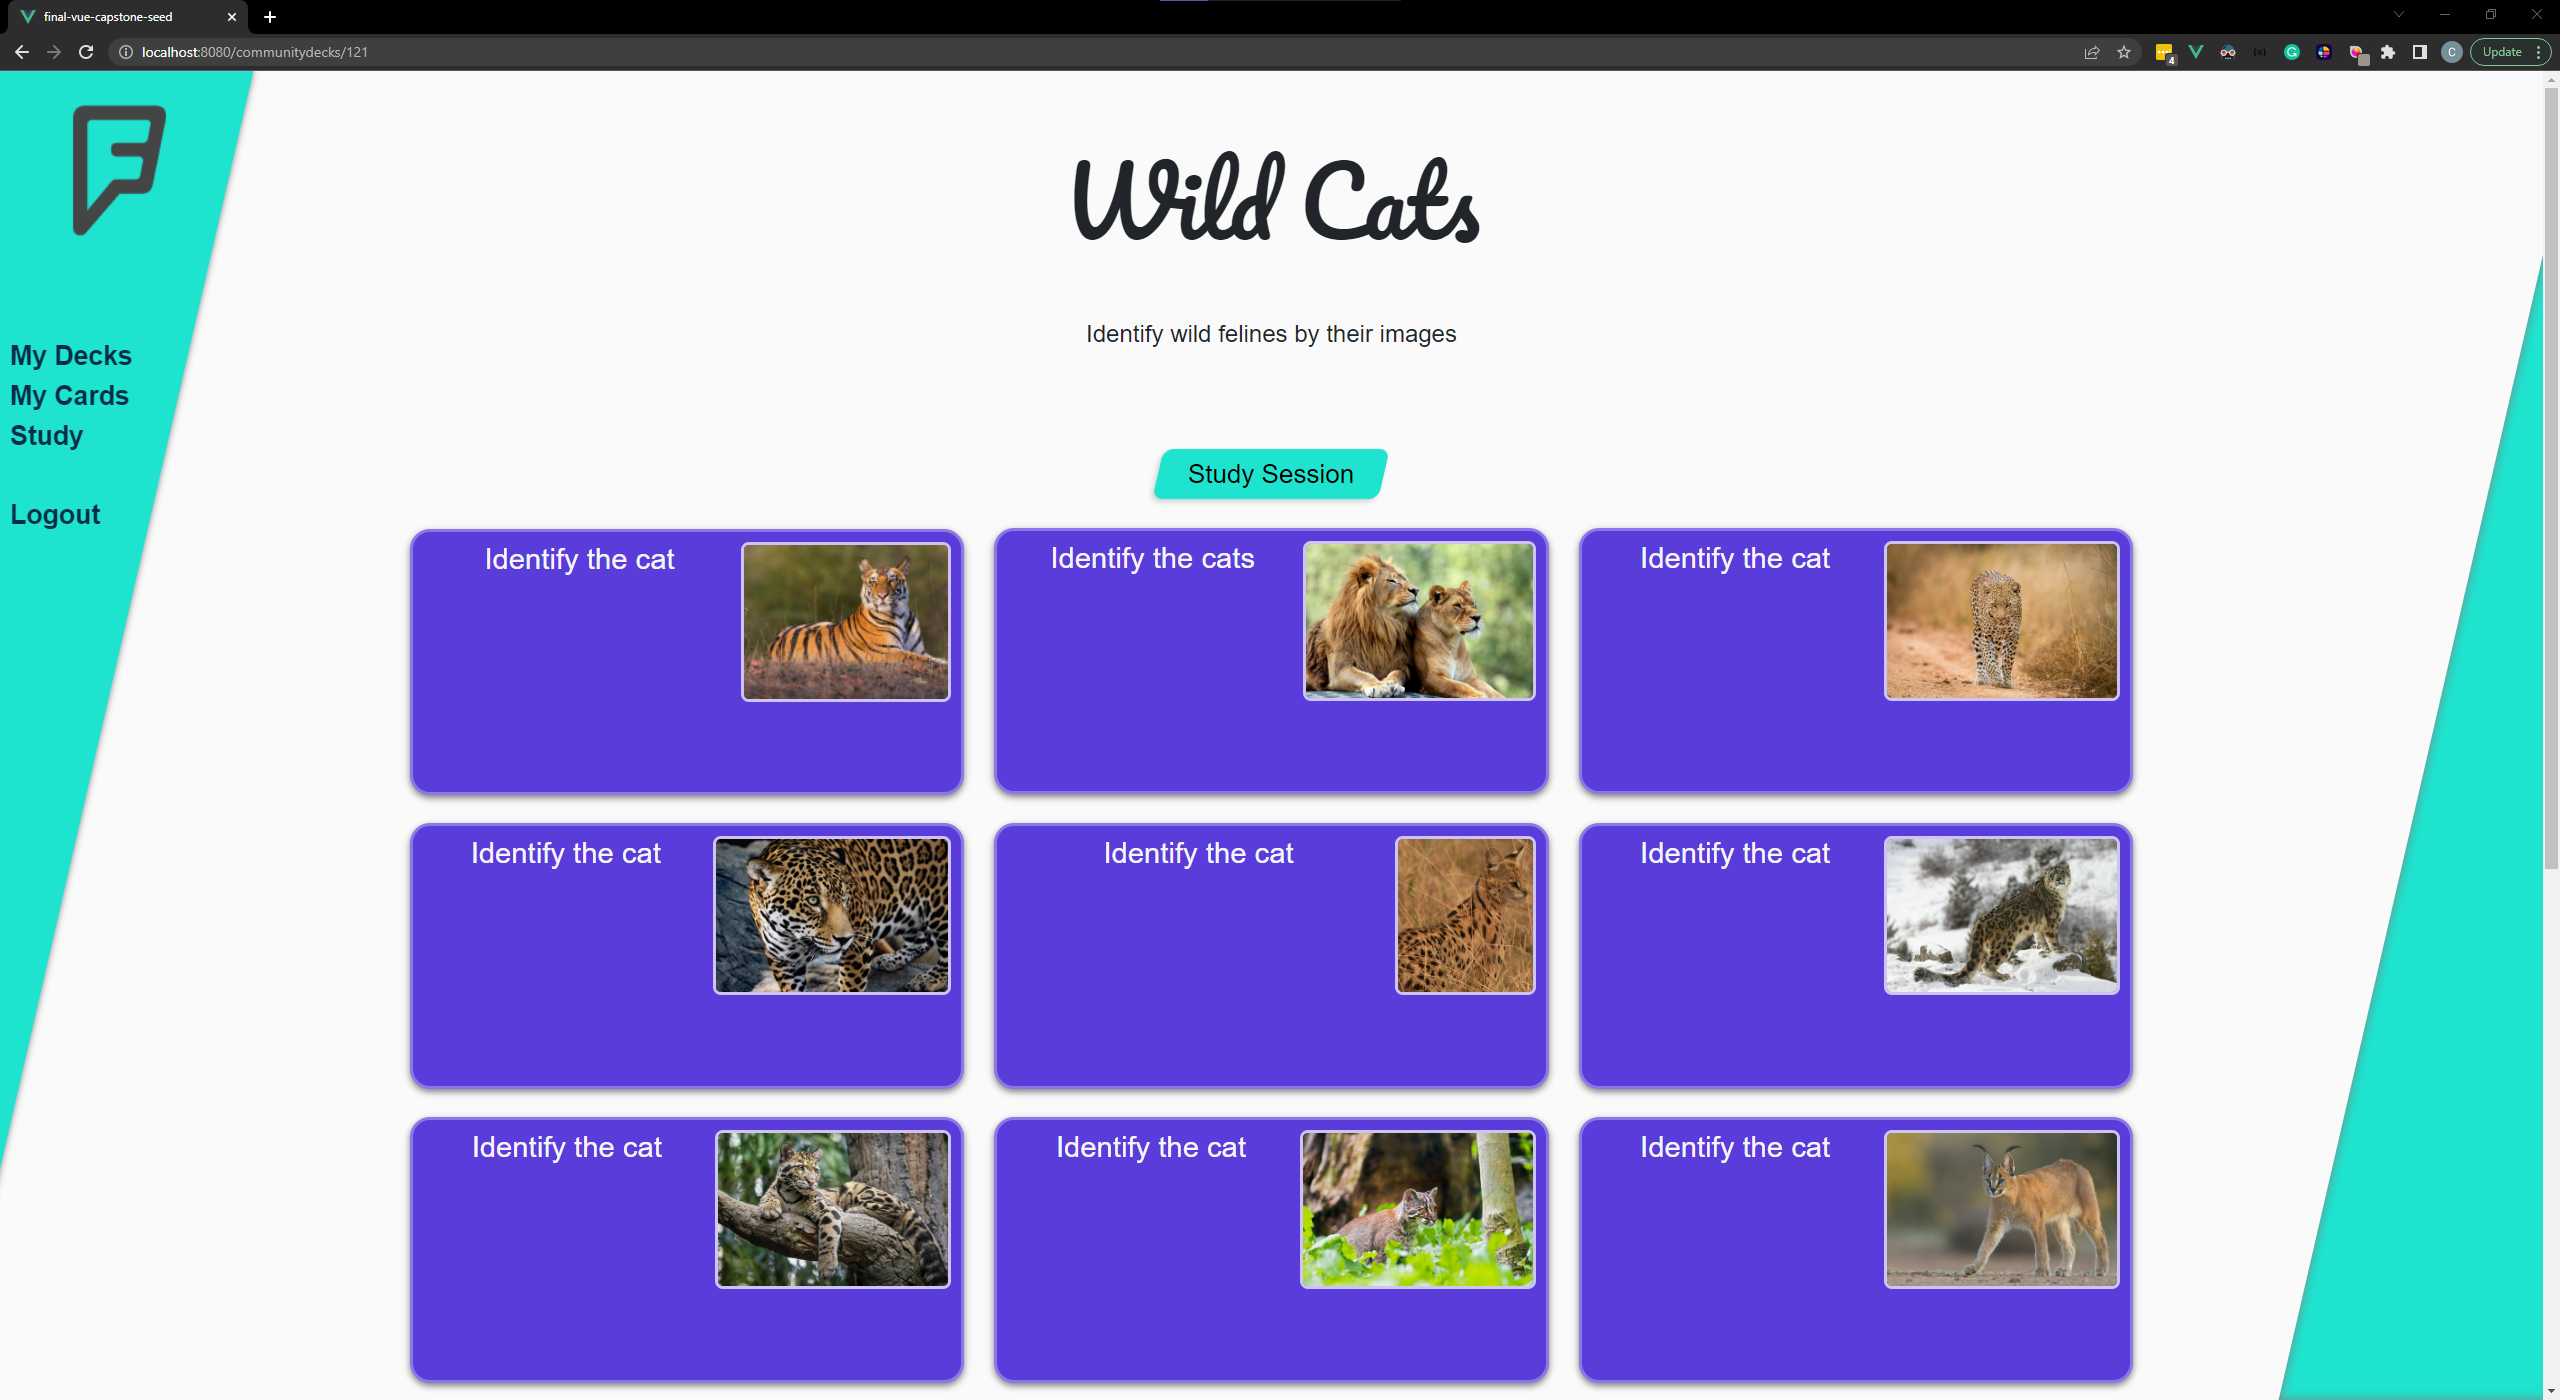 final-vue-capstone-seed
localhost:8080/communitydecks/121
4
C
Update
F
Wild Cats
Identify wild felines by their images
My Decks
My Cards
Study
Logout
Study Session
Identify the cat
Identify the cats
Identify the cat
Identify the cat
Identify the cat
Identify the cat
Identify the cat
Identify the cat
Identify the cat